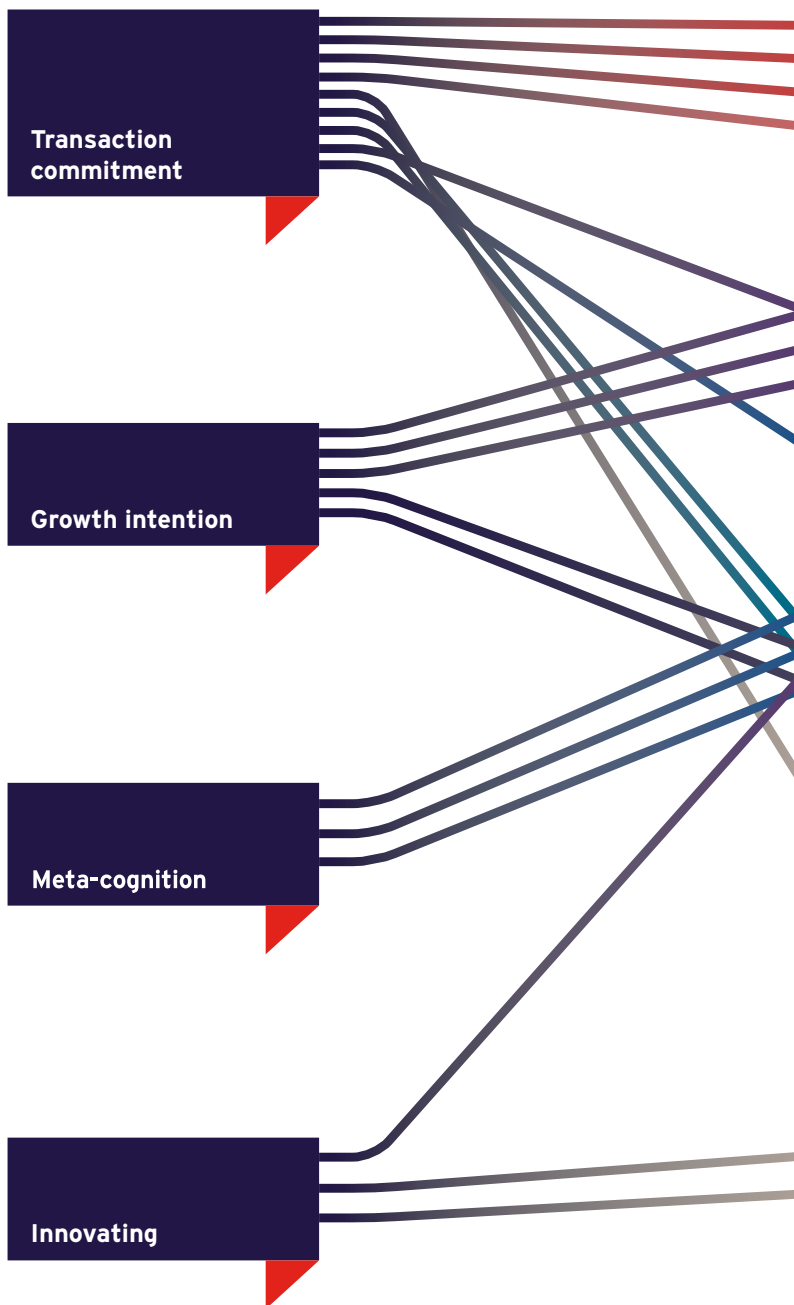 Transaction
commitment
Growth intention
Meta-cognition
Innovating